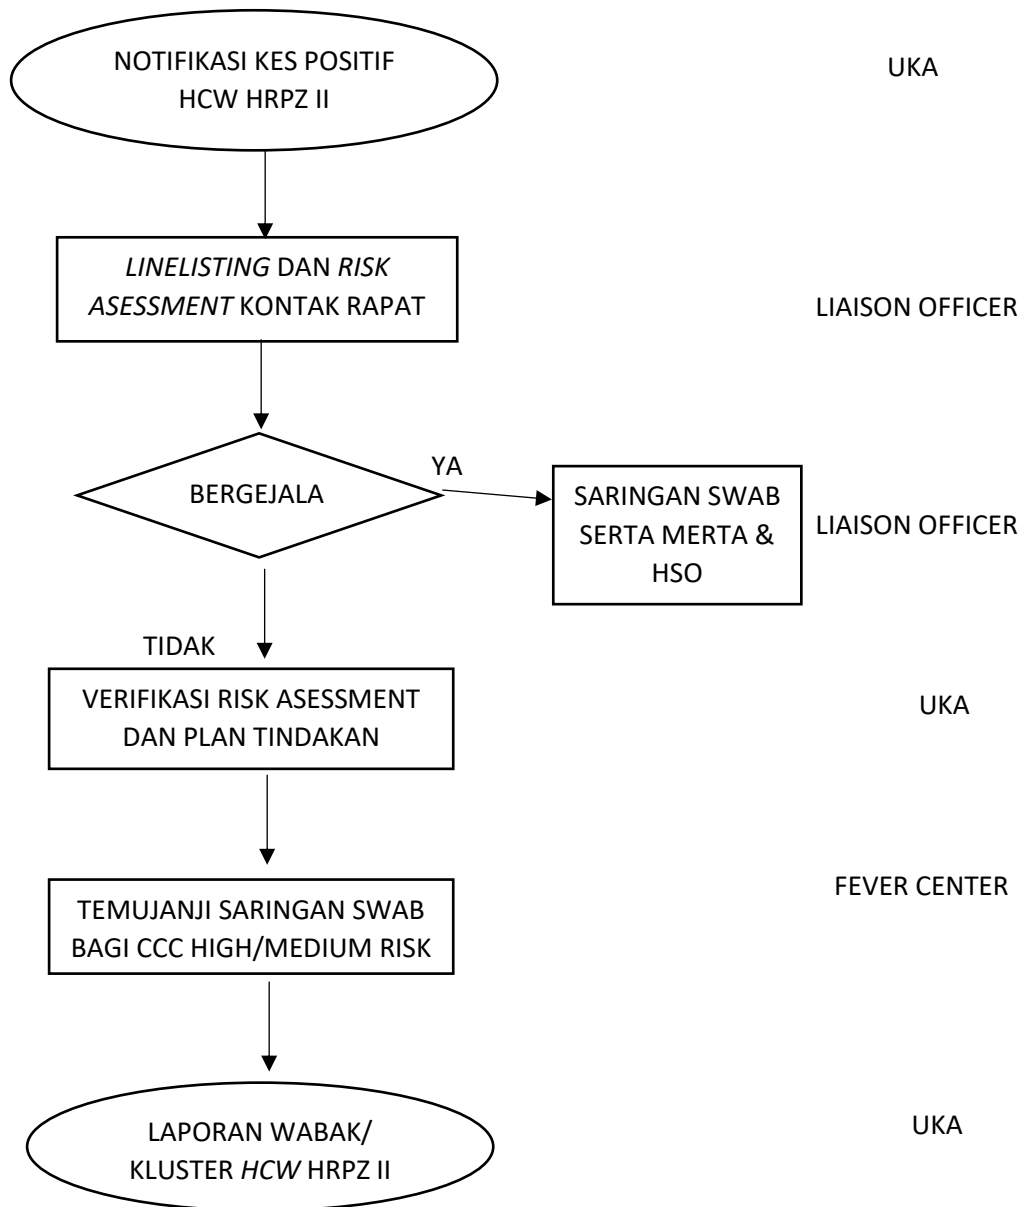 NOTIFIKASI KES POSITIF
HCW HRPZ II
UKA
LINELISTING DAN RISK
ASESSMENT KONTAK RAPAT
LIAISON OFFICER
BERGEJALA
YA
SARINGAN SWAB
SERTA MERTA &
HSO
LIAISON OFFICER
TIDAK
VERIFIKASI RISK ASESSMENT
DAN PLAN TINDAKAN
UKA
TEMUJANJI SARINGAN SWAB
BAGI CCC HIGH/MEDIUM RISK
FEVER CENTER
LAPORAN WABAK/
KLUSTER HCW HRPZ II
UKA